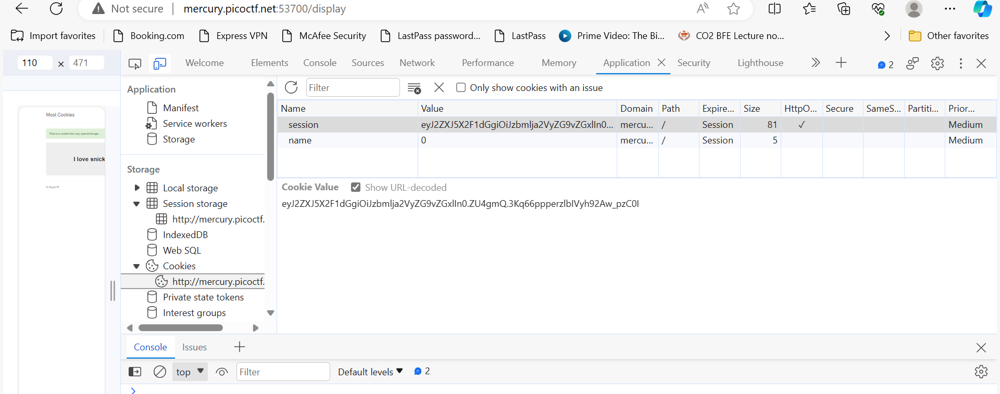 Not secure mercury.picoctf.net:53700/display
Import favorites Booking.com Express VPN McAfee Security LastPass password... LastPass Prime Video: The Bi... CO2 BFE Lecture no... Other favorites
110 × 471 Welcome Elements Console Sources Network Performance Memory Application Security Lighthouse 2
Application
Manifest
Service workers
Storage
Storage
Local storage
Session storage
http://mercury.picoctf.
IndexedDB
Web SQL
Cookies
http://mercury.picoctf.
Private state tokens
Interest groups
Most Cookies
That is a cookie! Not very special though...
I love snick
© PicoCTF
Filter Only show cookies with an issue
Name Value Domain Path Expire... Size HttpO... Secure SameS... Partiti... Prior...
session eyJ2ZXJ5X2F1dGgiOiJzbmlja2VyZG9vZGxlIn0... mercu... / Session 81 ✓ Medium
name 0 mercu... / Session 5 Medium
Cookie Value Show URL-decoded
eyJ2ZXJ5X2F1dGgiOiJzbmlja2VyZG9vZGxlIn0.ZU4gmQ.3Kq66ppperzlbIVyh92Aw_pzC0I
Console Issues
top Filter Default levels 2